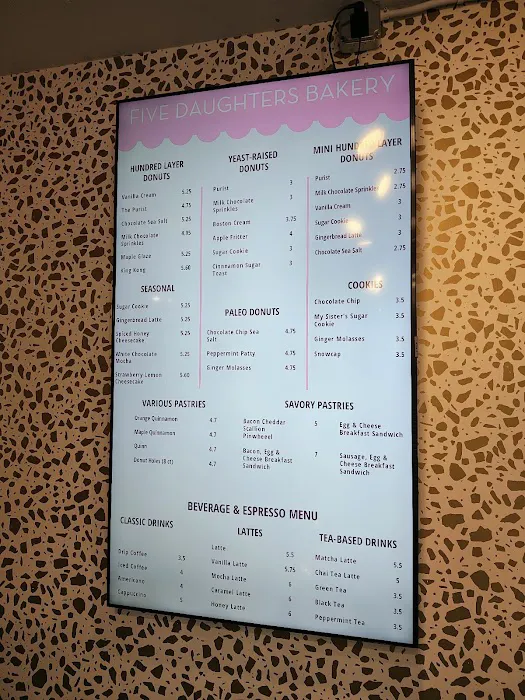 FIVE DAUGHTERS BAKERY
HUNDRED LAYER
DONUTS
Vanilla Cream 5.25
The Purist 4.75
Chocolate Sea Salt 5.25
Milk Chocolate
Sprinkles 4.95
Maple Glaze 5.25
King Kong 5.60
SEASONAL
Sugar Cookie 5.25
Gingerbread Latte 5.25
Spiced Honey
Cheesecake 5.25
White Chocolate
Mocha 5.25
Strawberry Lemon
Cheesecake 5.60
YEAST-RAISED
DONUTS
Purist 3
Milk Chocolate
Sprinkles 3
Boston Cream 3.75
Apple Fritter 4
Sugar Cookie 3
Cinnamon Sugar
Toast 3
PALEO DONUTS
Chocolate Chip Sea
Salt 4.75
Peppermint Patty 4.75
Ginger Molasses 4.75
MINI HUNDRED LAYER
DONUTS
Purist 2.75
Milk Chocolate Sprinkles 2.75
Vanilla Cream 3
Sugar Cookie 3
Gingerbread Latte 3
Chocolate Sea Salt 2.75
COOKIES
Chocolate Chip 3.5
My Sister's Sugar
Cookie 3.5
Ginger Molasses 3.5
Snowcap 3.5
VARIOUS PASTRIES
Orange Quinnamon 4.7
Maple Quinnamon 4.7
Quinn 4.7
Donut Holes (8 ct) 4.7
SAVORY PASTRIES
Bacon Cheddar
Scallion
Pinwheel 5
Bacon, Egg &
Cheese Breakfast
Sandwich 7
Egg & Cheese
Breakfast Sandwich
Sausage, Egg &
Cheese Breakfast
Sandwich
BEVERAGE & ESPRESSO MENU
CLASSIC DRINKS
Drip Coffee 3.5
Iced Coffee 4
Americano 4
Cappuccino 5
LATTES
Latte 5.5
Vanilla Latte 5.75
Mocha Latte 6
Caramel Latte 6
Honey Latte 6
TEA-BASED DRINKS
Matcha Latte 5.5
Chai Tea Latte 5
Green Tea 3.5
Black Tea 3.5
Peppermint Tea 3.5